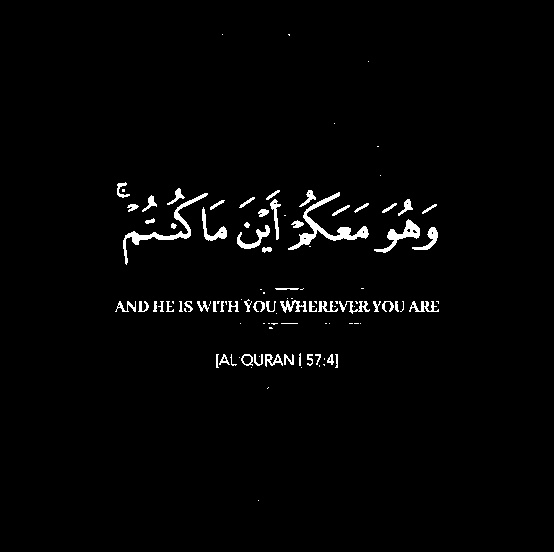 وَهُوَ مَعَكُمْ أَيْنَ مَا كُنتُمْ ۚ
AND HE IS WITH YOU WHEREVER YOU ARE
[AL QURAN | 57:4]